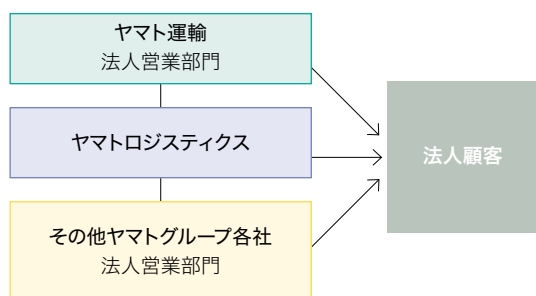 ヤマト運輸
法人営業部門
ヤマトロジスティクス
その他ヤマトグループ各社
法人営業部門
法人顧客